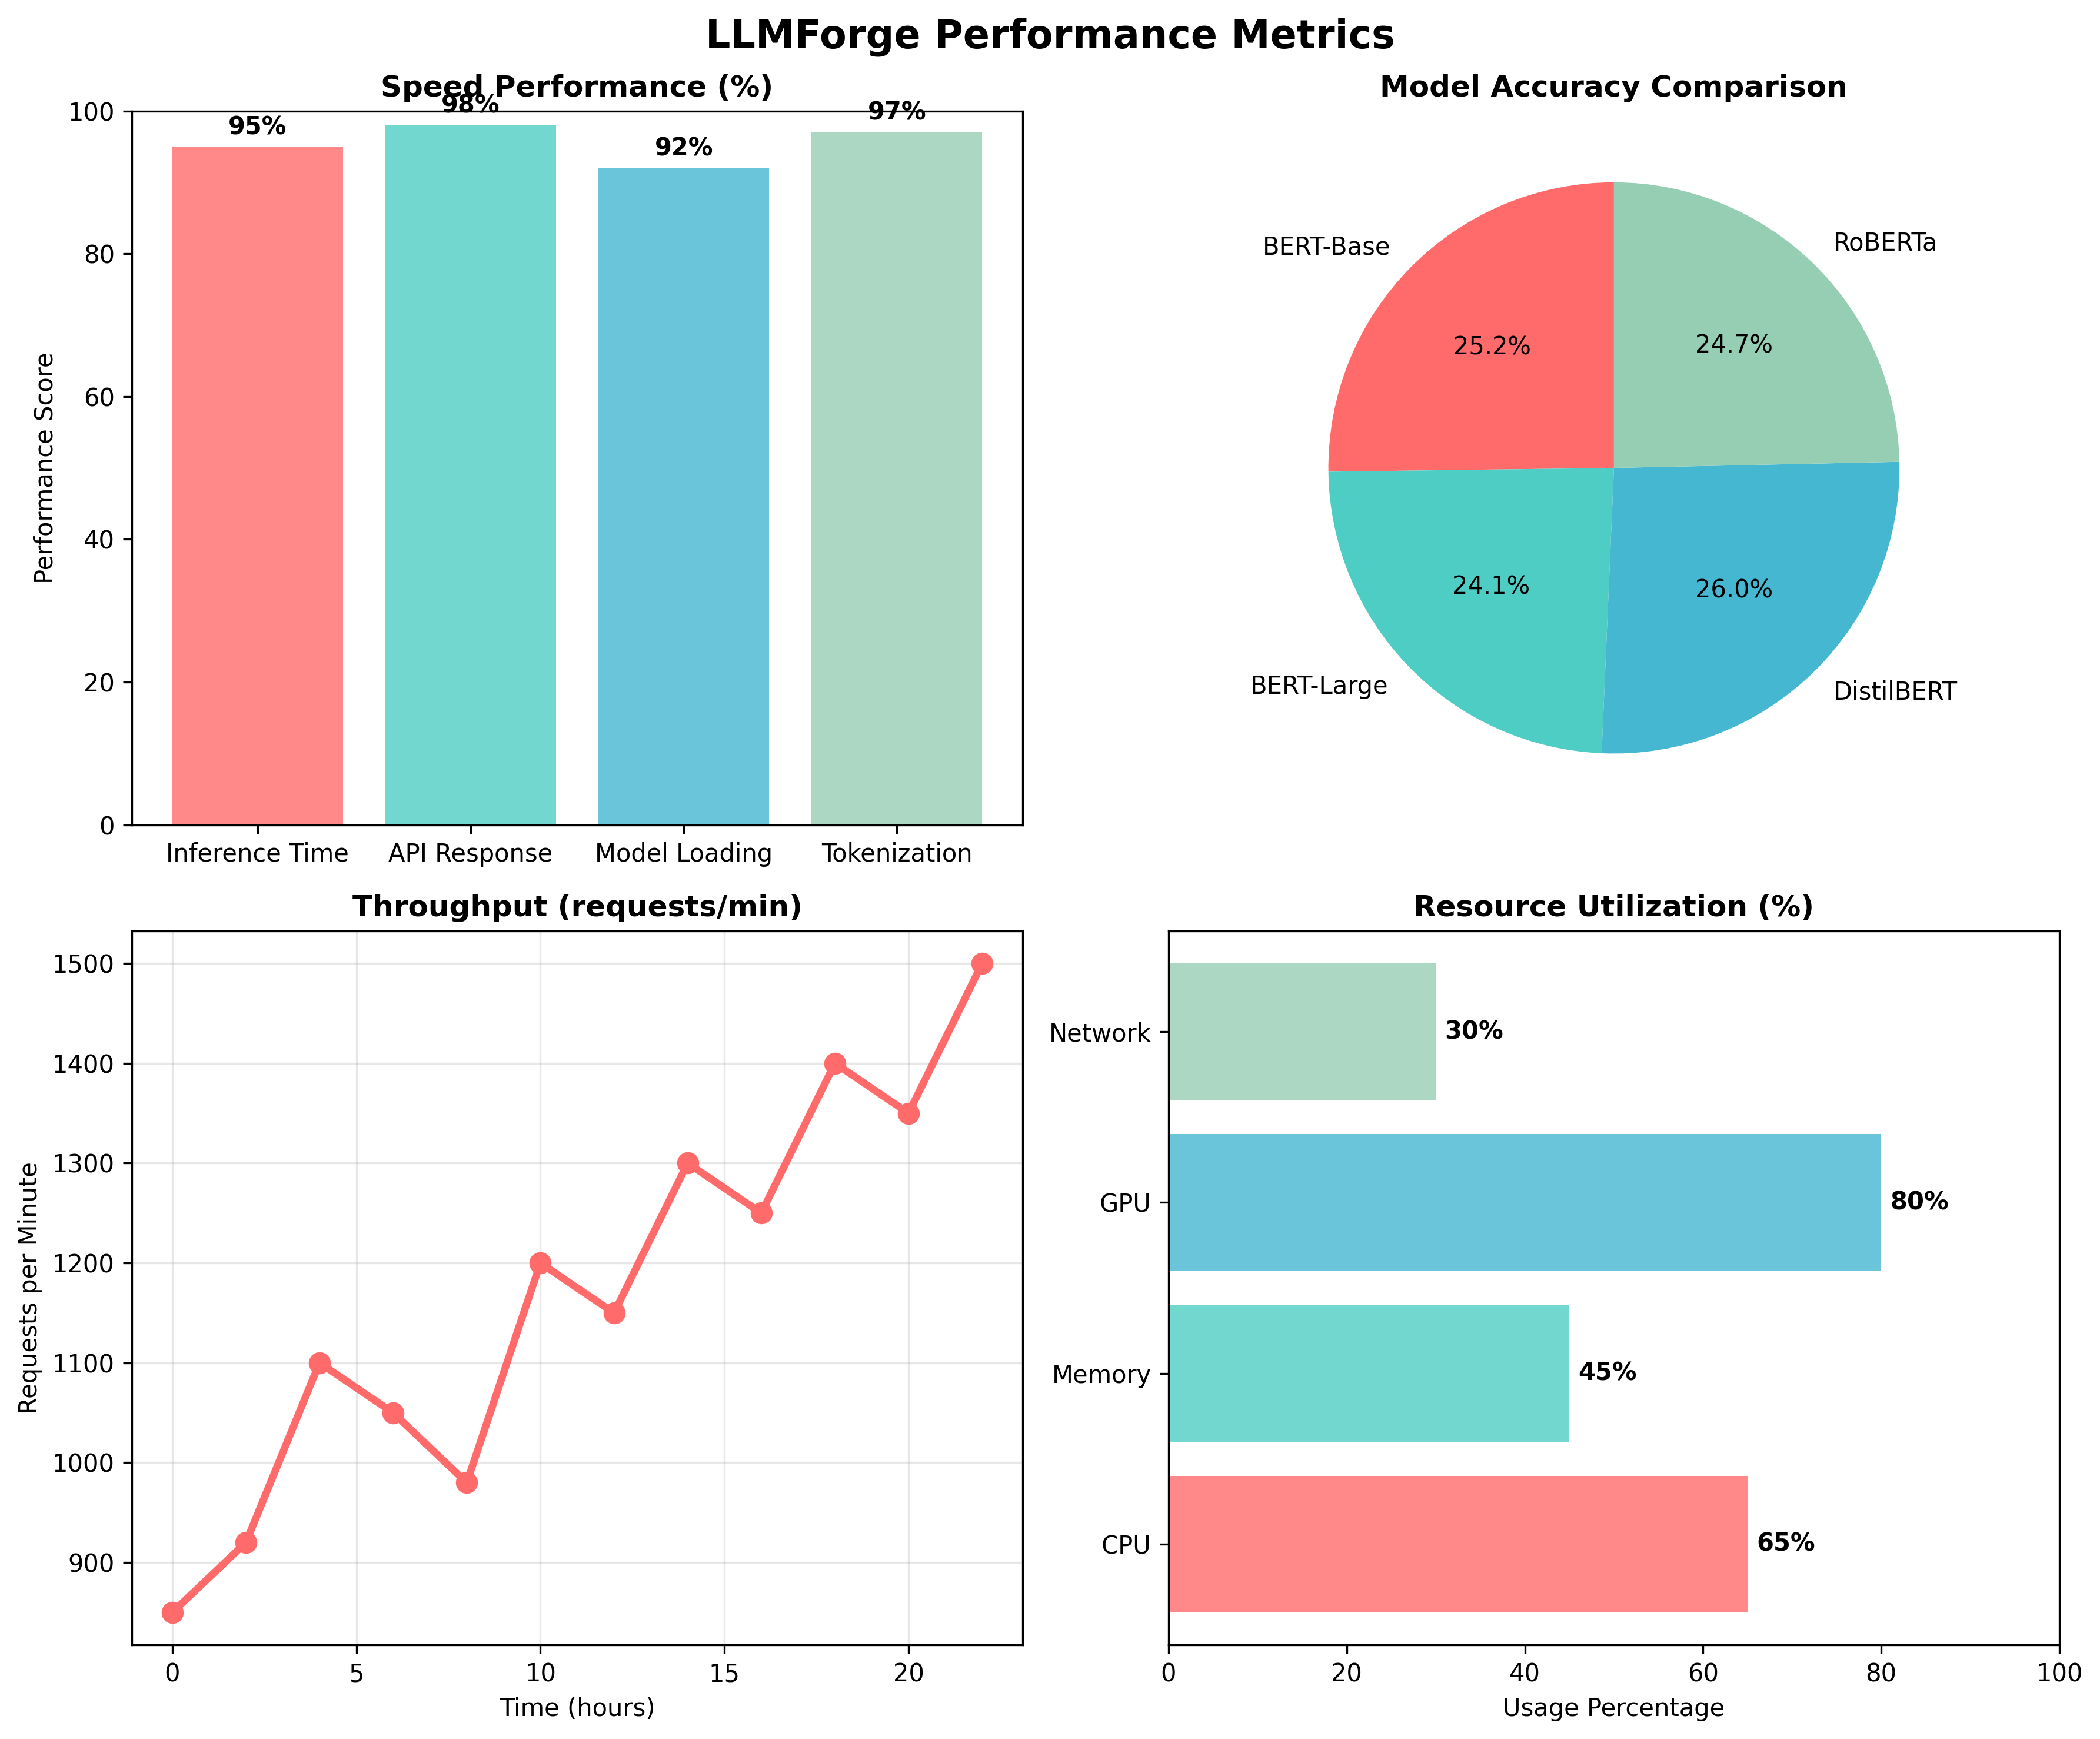 LLMForge Performance Metrics
Speed Performance (%)
100
80
60
40
20
0
Performance Score
95%
98%
92%
97%
Inference Time API Response Model Loading Tokenization
Model Accuracy Comparison
BERT-Base
RoBERTa
25.2%
24.7%
24.1%
26.0%
BERT-Large
DistilBERT
Throughput (requests/min)
1500
1400
1300
1200
1100
1000
900
Requests per Minute
0 5 10 15 20
Time (hours)
Resource Utilization (%)
Network
30%
GPU
80%
Memory
45%
CPU
65%
0 20 40 60 80 100
Usage Percentage